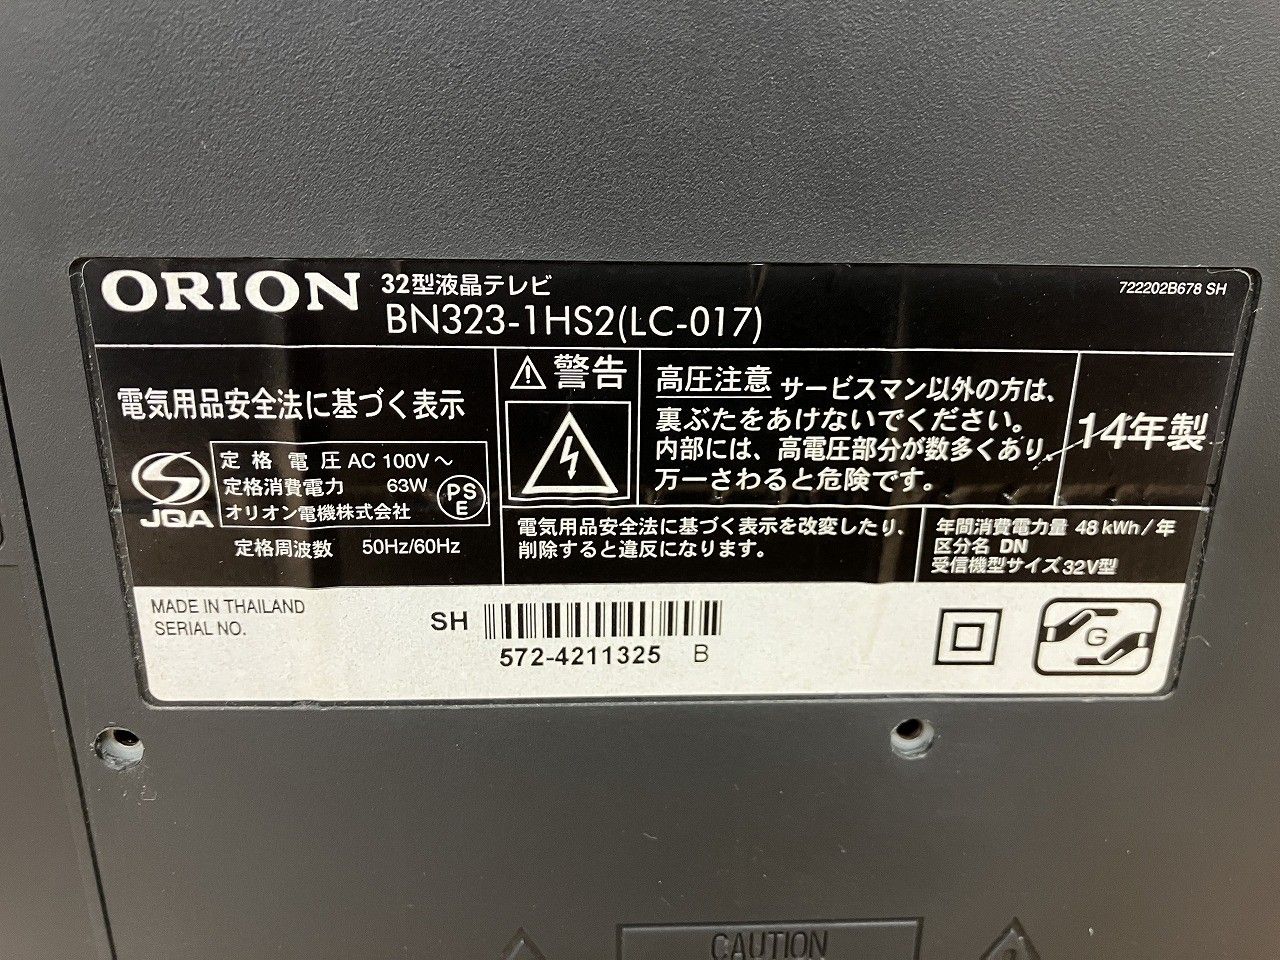 ORION 32型液晶テレビ
BN323-1HS2(LC-017)
722202B678 SH
電気用品安全法に基づく表示
JQA
定格電圧 AC 100V～
定格消費電力 63W
オリオン電機株式会社
PS
E
定格周波数 50Hz/60Hz
警告
高圧注意 サービスマン以外の方は、
裏ぶたをあけないでください。
内部には、高電圧部分が数多くあり、
万一さわると危険です。
14年製
電気用品安全法に基づく表示を改変したり、
削除すると違反になります。
年間消費電力量 48 kWh/年
区分名 DN
受信機型サイズ32V型
MADE IN THAILAND
SERIAL NO.
SH
572-4211325 B
G
CAUTION